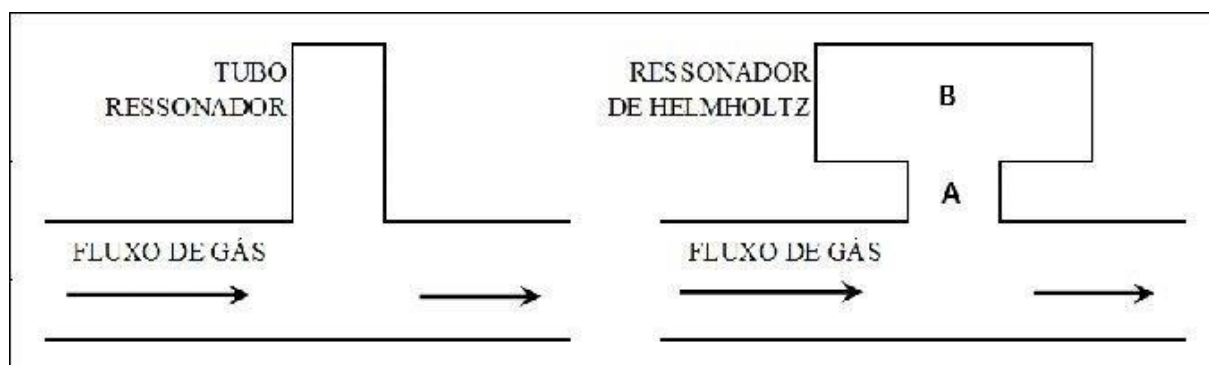 TUBO
RESSONADOR
RESSONADOR
DE HELMHOLTZ
B
A
FLUXO DE GÁS
FLUXO DE GÁS